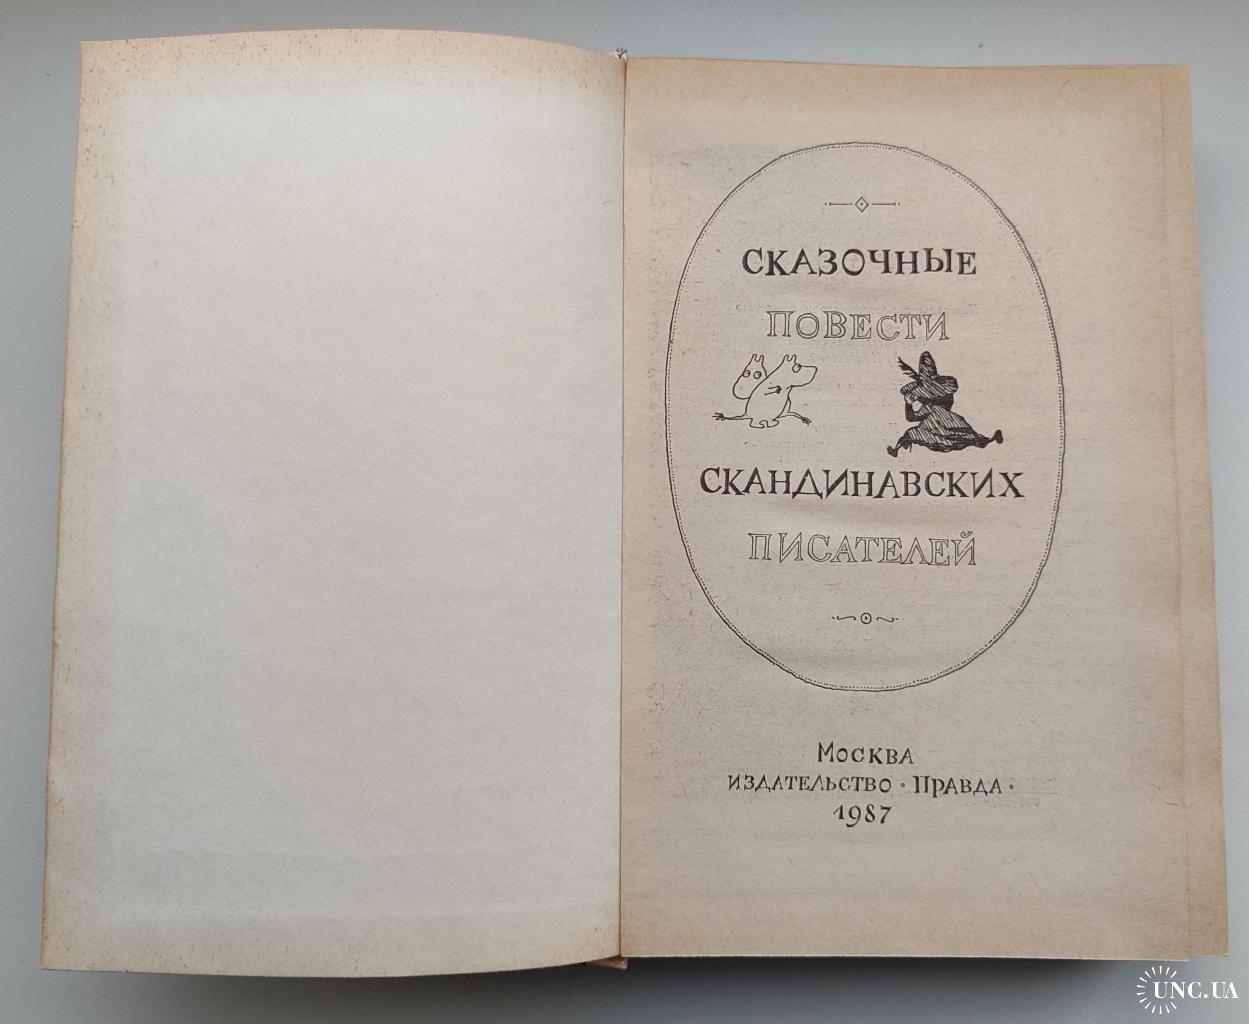 СКАЗОЧНЫЕ
ПОВЕСТИ
СКАНДИНАВСКИХ
ПИСАТЕЛЕЙ
МОСКВА
ИЗДАТЕЛЬСТВО • ПРАВДА •
1987
UNC.UA